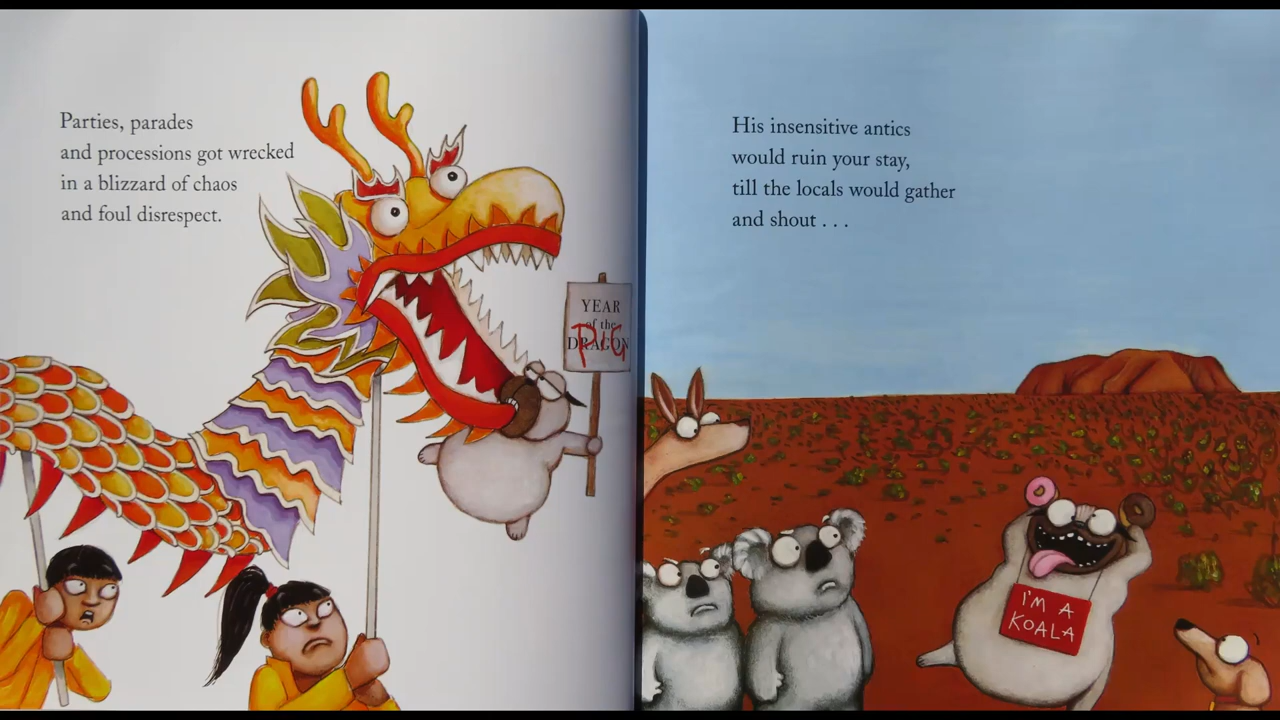 Parties, parades
and processions got wrecked
in a blizzard of chaos
and foul disrespect.
YEAR
of the
DRAGON
PIG
His insensitive antics
would ruin your stay,
till the locals would gather
and shout . . .
I'M A
KOALA